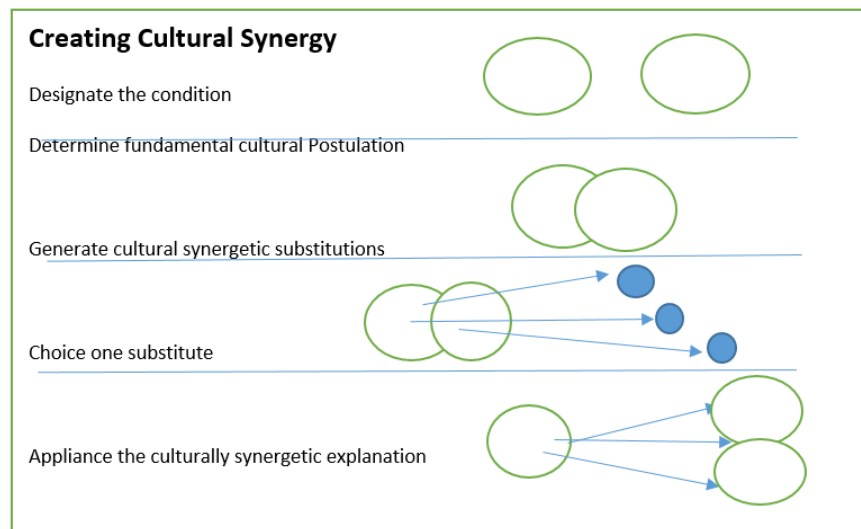 Creating Cultural Synergy
Designate the condition
Determine fundamental cultural Postulation
Generate cultural synergetic substitutions
Choice one substitute
Appliance the culturally synergetic explanation